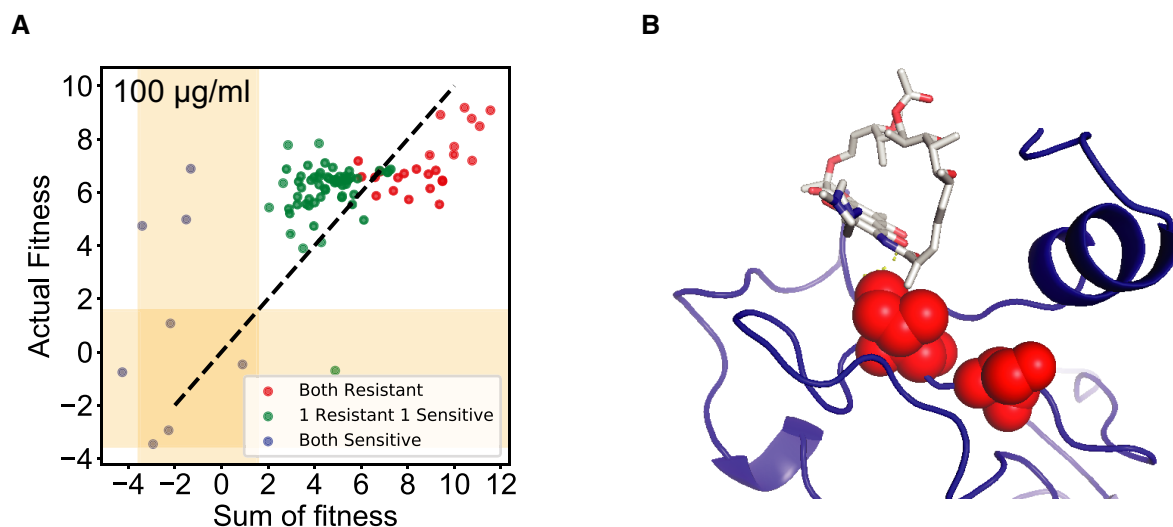 A
B
100 µg/ml
Actual Fitness
10
8
6
4
2
0
−2
−4
Both Resistant
1 Resistant 1 Sensitive
Both Sensitive
−4 −2 0 2 4 6 8 10 12
Sum of fitness